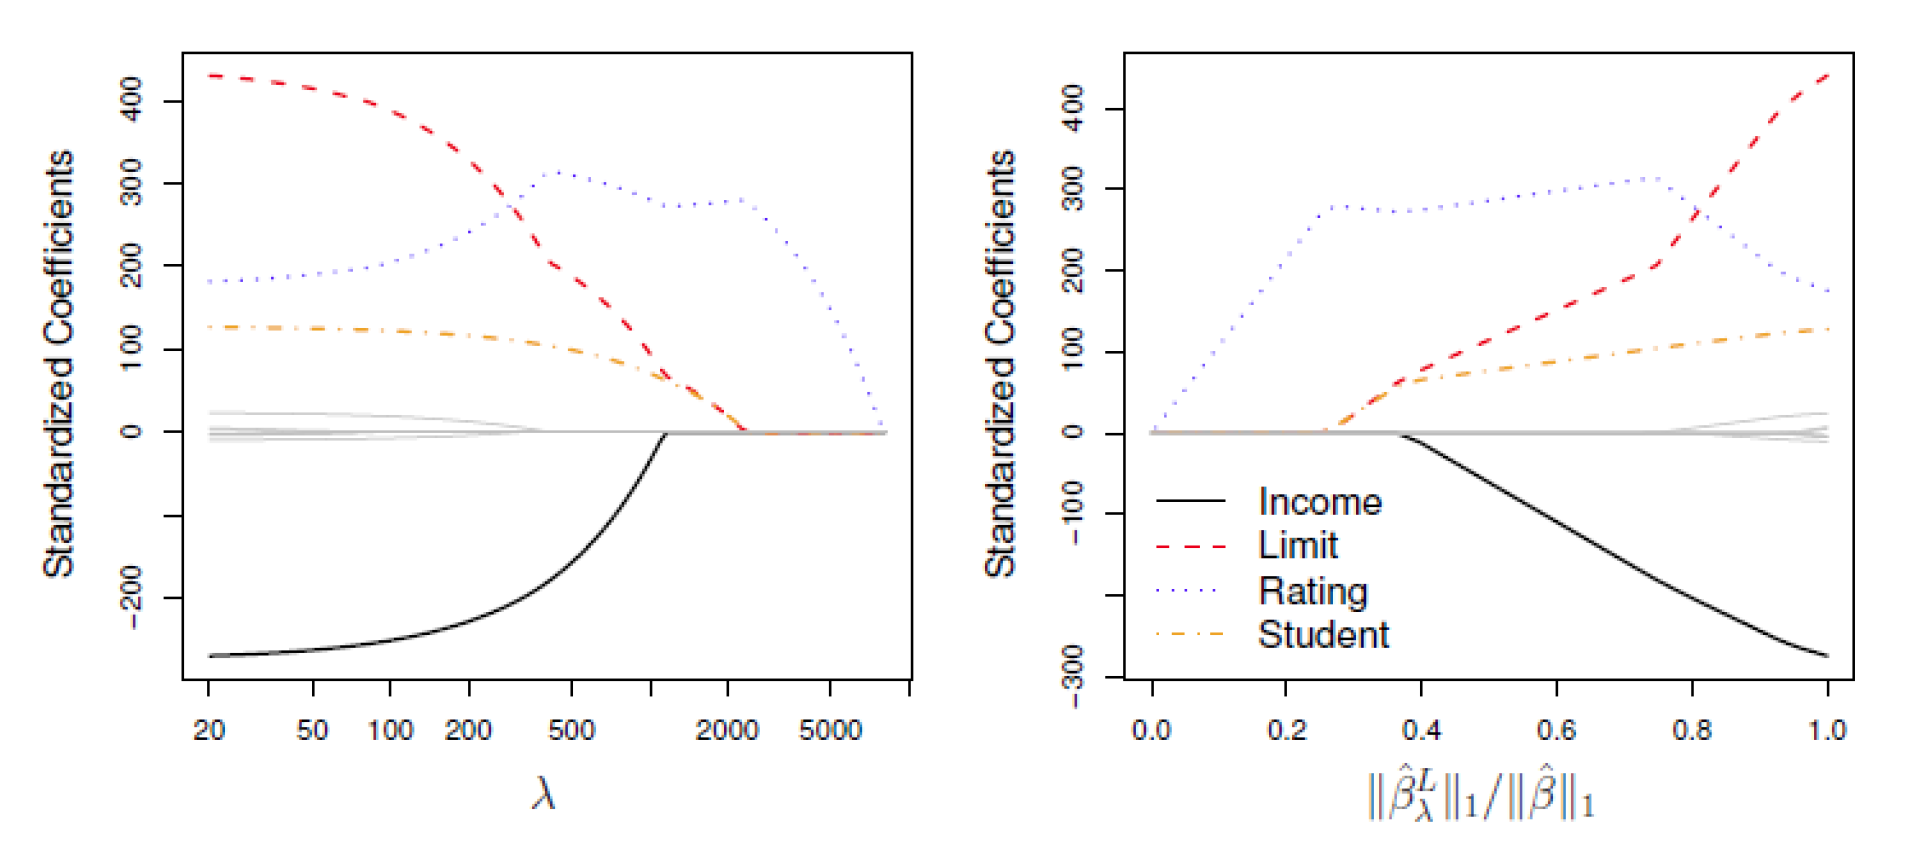 Standardized Coefficients
400
300
200
100
0
−200
20 50 100 200 500 2000 5000
λ
Standardized Coefficients
400
300
200
100
0
−100
−300
Income
Limit
Rating
Student
0.0 0.2 0.4 0.6 0.8 1.0
‖β̂λᴸ‖₁/‖β̂‖₁